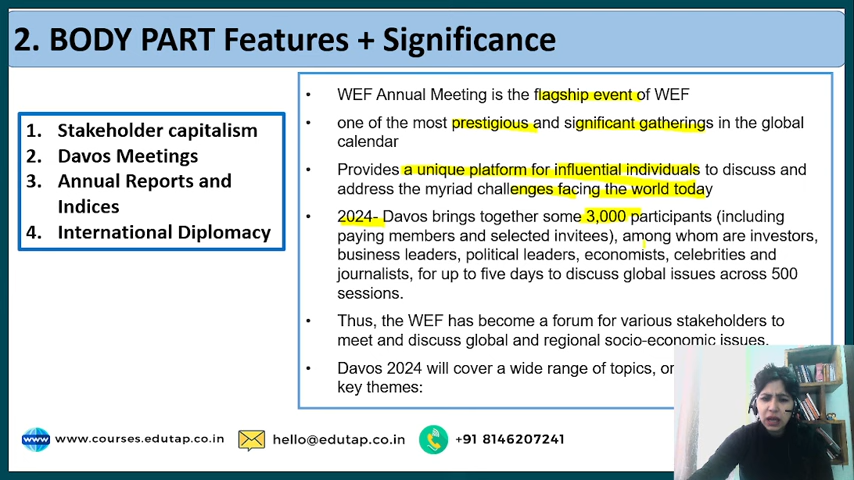 2. BODY PART Features + Significance
1. Stakeholder capitalism
2. Davos Meetings
3. Annual Reports and
Indices
4. International Diplomacy
• WEF Annual Meeting is the flagship event of WEF
• one of the most prestigious and significant gatherings in the global
calendar
• Provides a unique platform for influential individuals to discuss and
address the myriad challenges facing the world today
• 2024- Davos brings together some 3,000 participants (including
paying members and selected invitees), among whom are investors,
business leaders, political leaders, economists, celebrities and
journalists, for up to five days to discuss global issues across 500
sessions.
• Thus, the WEF has become a forum for various stakeholders to
meet and discuss global and regional socio-economic issues.
• Davos 2024 will cover a wide range of topics,
key themes:
www www.courses.edutap.co.in hello@edutap.co.in +91 8146207241